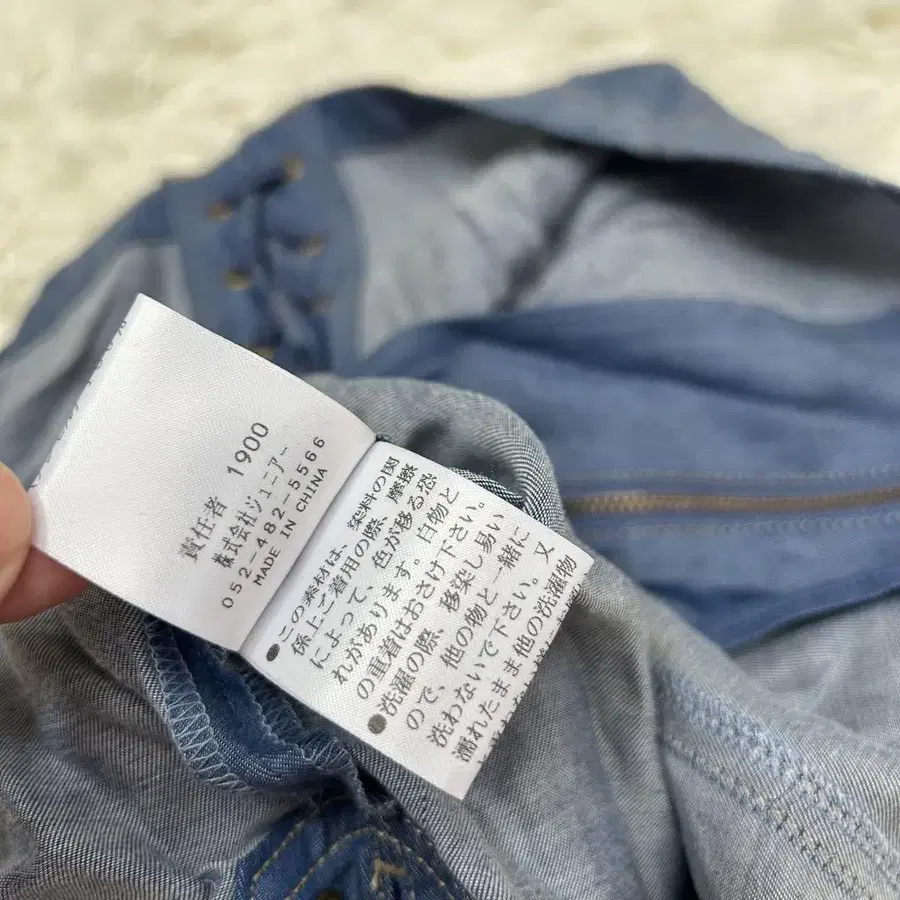 責任者 1900
株式会社ジュニアー
052-482-5566
MADE IN CHINA
●この素材は、染料の関
係上ご着用の際、摩擦
によって、色が移る恐
れがあります。白物と
の重着はおさけ下さい。
●洗濯の際、移染し易い
ので、他の物と一緒に
洗わないで下さい。又
濡れたまま他の洗濯物